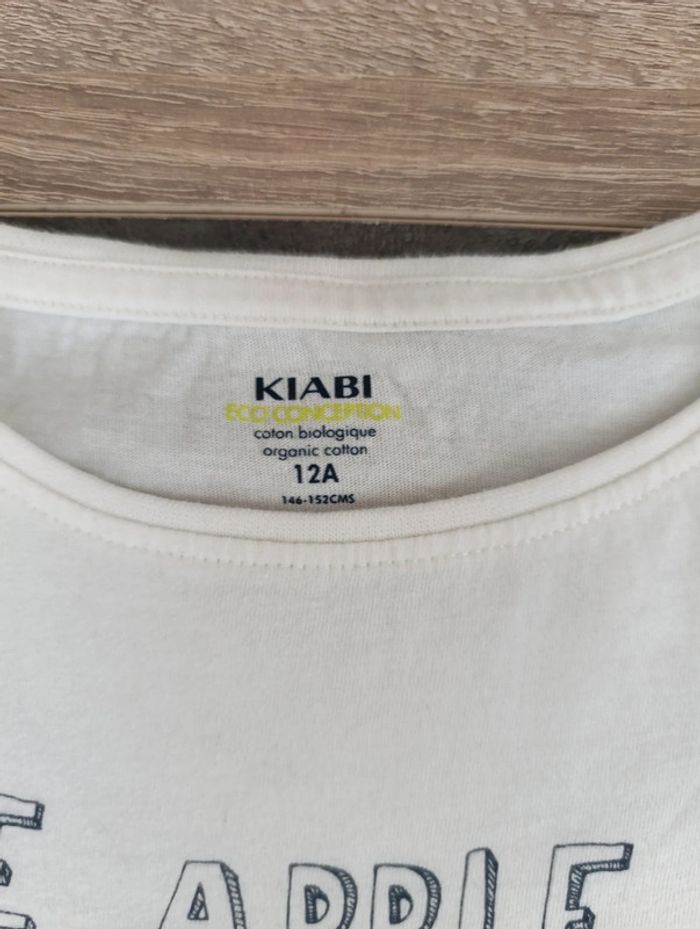 KIABI
ECO CONCEPTION
coton biologique
organic cotton
12A
146-152CMS
E APPLE